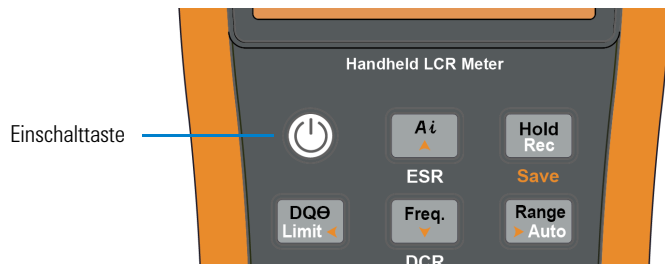 Handheld LCR Meter
Einschalttaste
Ai
Hold
Rec
ESR
Save
DQΘ
Limit
Freq.
Range
Auto
DCR